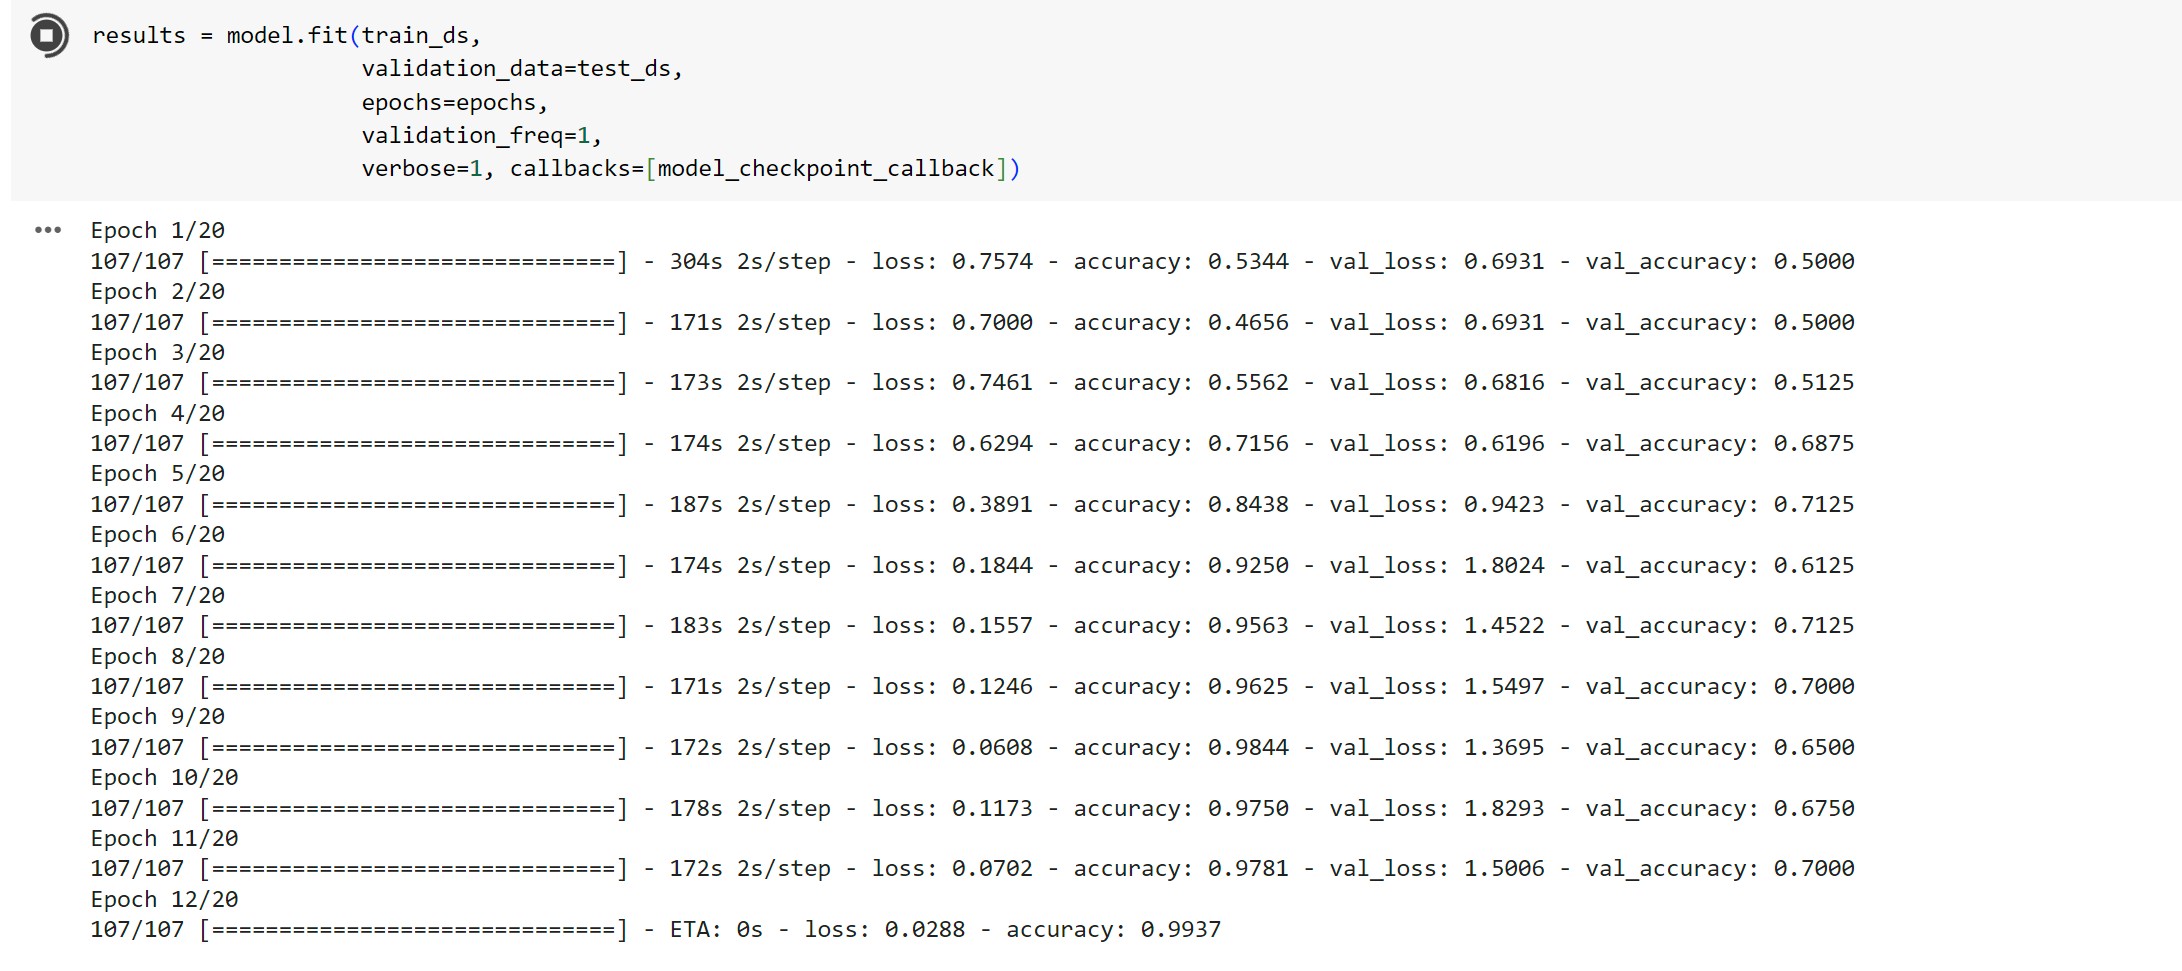 results = model.fit(train_ds,
validation_data=test_ds,
epochs=epochs,
validation_freq=1,
verbose=1, callbacks=[model_checkpoint_callback])
Epoch 1/20
107/107 [==============================] - 304s 2s/step - loss: 0.7574 - accuracy: 0.5344 - val_loss: 0.6931 - val_accuracy: 0.5000
Epoch 2/20
107/107 [==============================] - 171s 2s/step - loss: 0.7000 - accuracy: 0.4656 - val_loss: 0.6931 - val_accuracy: 0.5000
Epoch 3/20
107/107 [==============================] - 173s 2s/step - loss: 0.7461 - accuracy: 0.5562 - val_loss: 0.6816 - val_accuracy: 0.5125
Epoch 4/20
107/107 [==============================] - 174s 2s/step - loss: 0.6294 - accuracy: 0.7156 - val_loss: 0.6196 - val_accuracy: 0.6875
Epoch 5/20
107/107 [==============================] - 187s 2s/step - loss: 0.3891 - accuracy: 0.8438 - val_loss: 0.9423 - val_accuracy: 0.7125
Epoch 6/20
107/107 [==============================] - 174s 2s/step - loss: 0.1844 - accuracy: 0.9250 - val_loss: 1.8024 - val_accuracy: 0.6125
Epoch 7/20
107/107 [==============================] - 183s 2s/step - loss: 0.1557 - accuracy: 0.9563 - val_loss: 1.4522 - val_accuracy: 0.7125
Epoch 8/20
107/107 [==============================] - 171s 2s/step - loss: 0.1246 - accuracy: 0.9625 - val_loss: 1.5497 - val_accuracy: 0.7000
Epoch 9/20
107/107 [==============================] - 172s 2s/step - loss: 0.0608 - accuracy: 0.9844 - val_loss: 1.3695 - val_accuracy: 0.6500
Epoch 10/20
107/107 [==============================] - 178s 2s/step - loss: 0.1173 - accuracy: 0.9750 - val_loss: 1.8293 - val_accuracy: 0.6750
Epoch 11/20
107/107 [==============================] - 172s 2s/step - loss: 0.0702 - accuracy: 0.9781 - val_loss: 1.5006 - val_accuracy: 0.7000
Epoch 12/20
107/107 [==============================] - ETA: 0s - loss: 0.0288 - accuracy: 0.9937